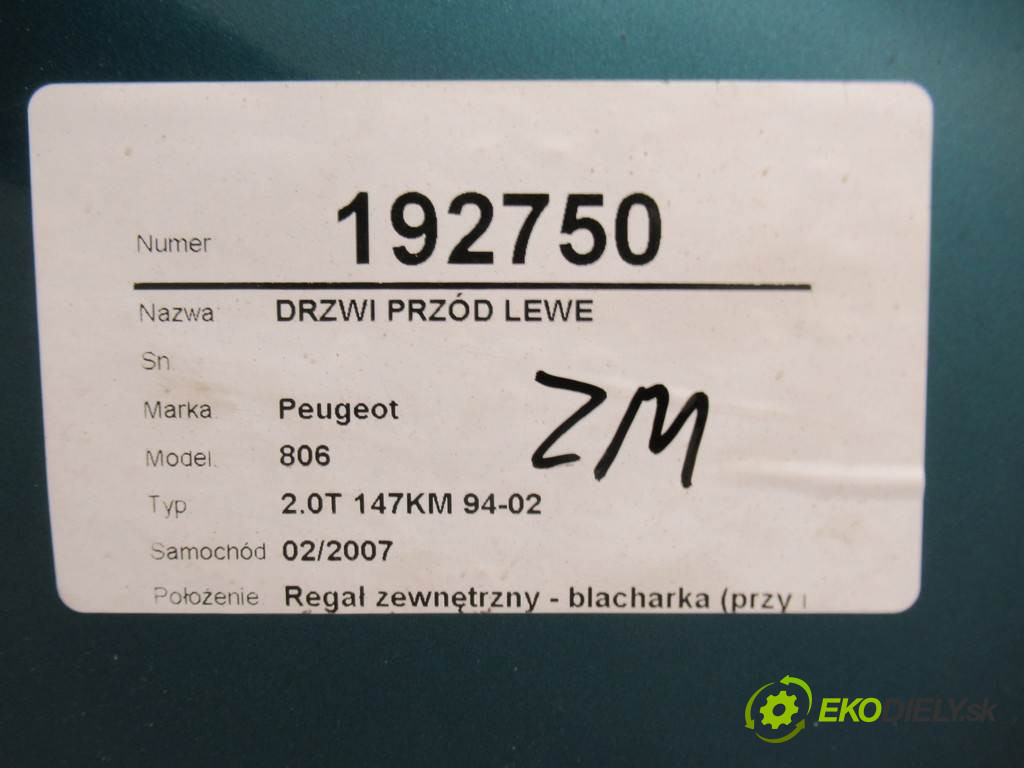 Numer 192750
Nazwa: DRZWI PRZÓD LEWE
Sn
Marka Peugeot
ZM
Model. 806
Typ 2.0T 147KM 94-02
Samochód 02/2007
Położenie Regał zewnętrzny - blacharka (przy
EKODIELY.sk